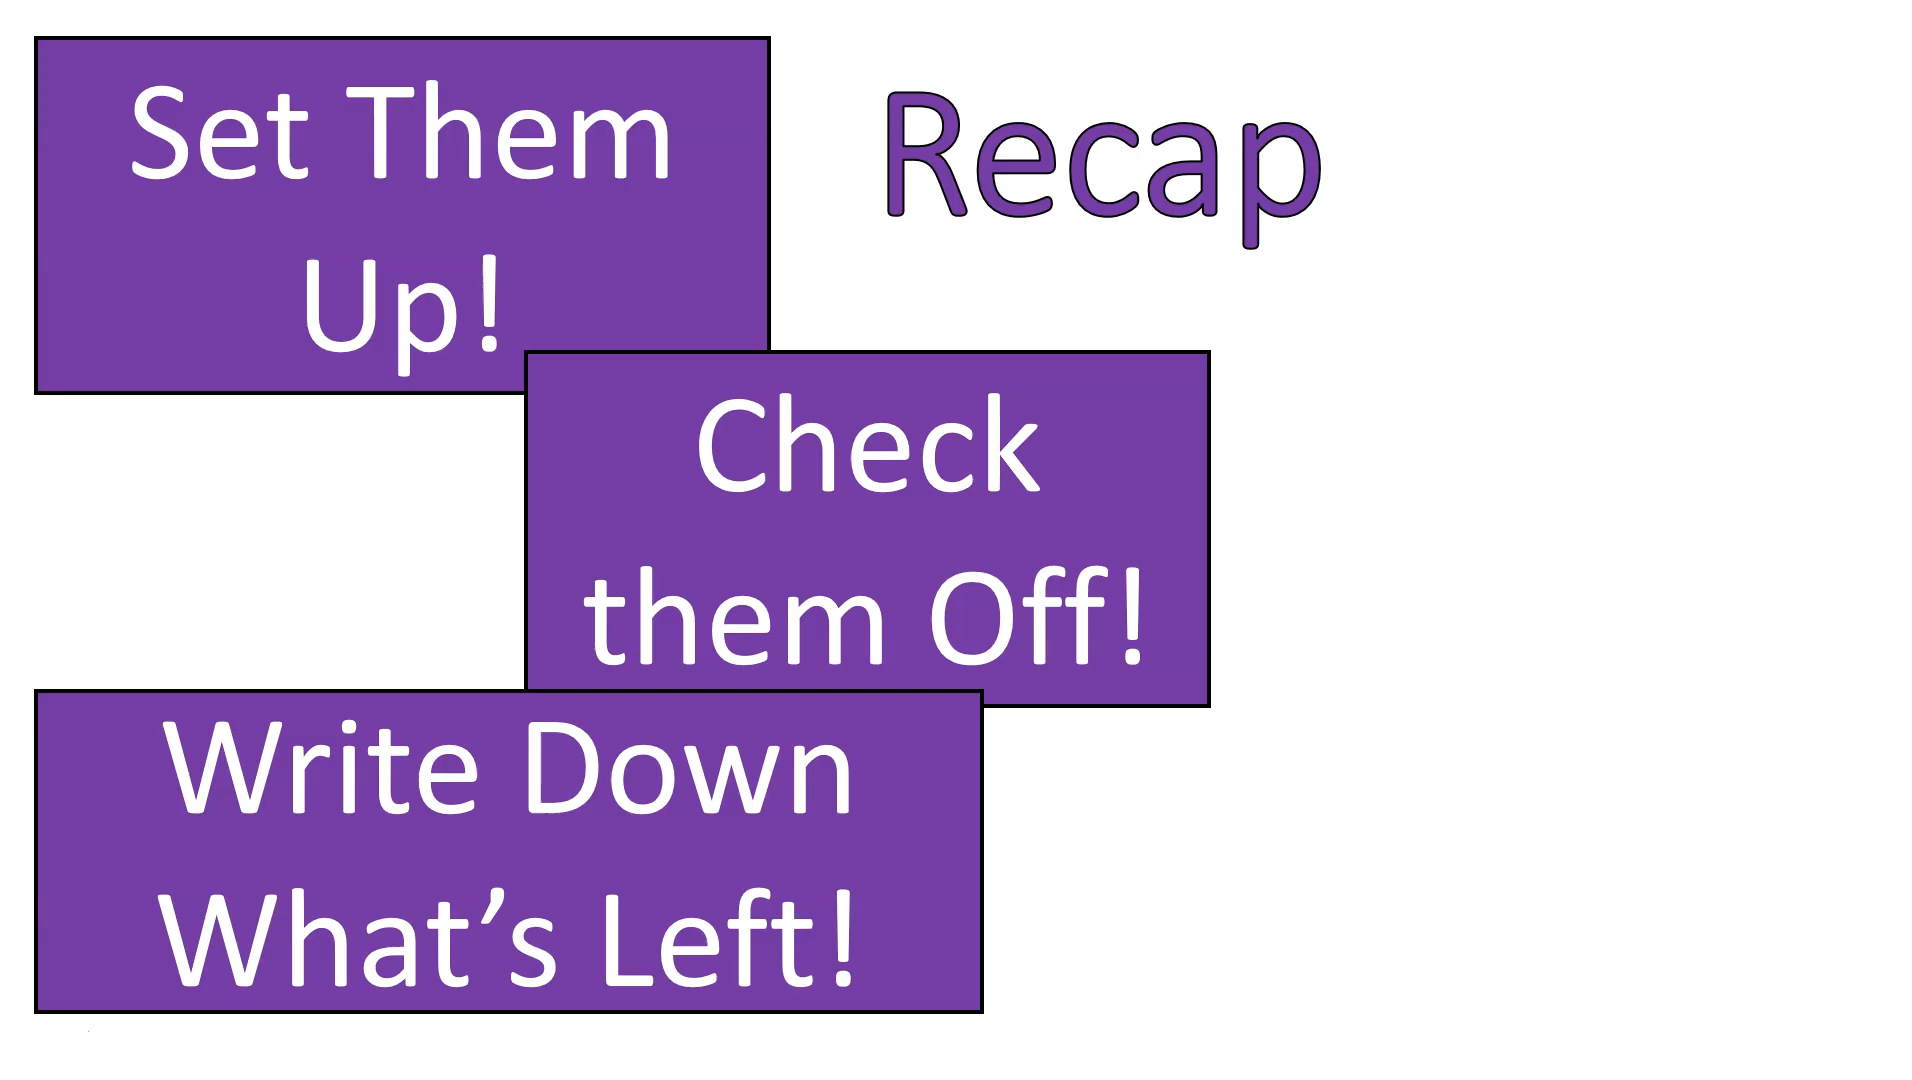 Recap
Set Them
Up!
Check
them Off!
Write Down
What’s Left!